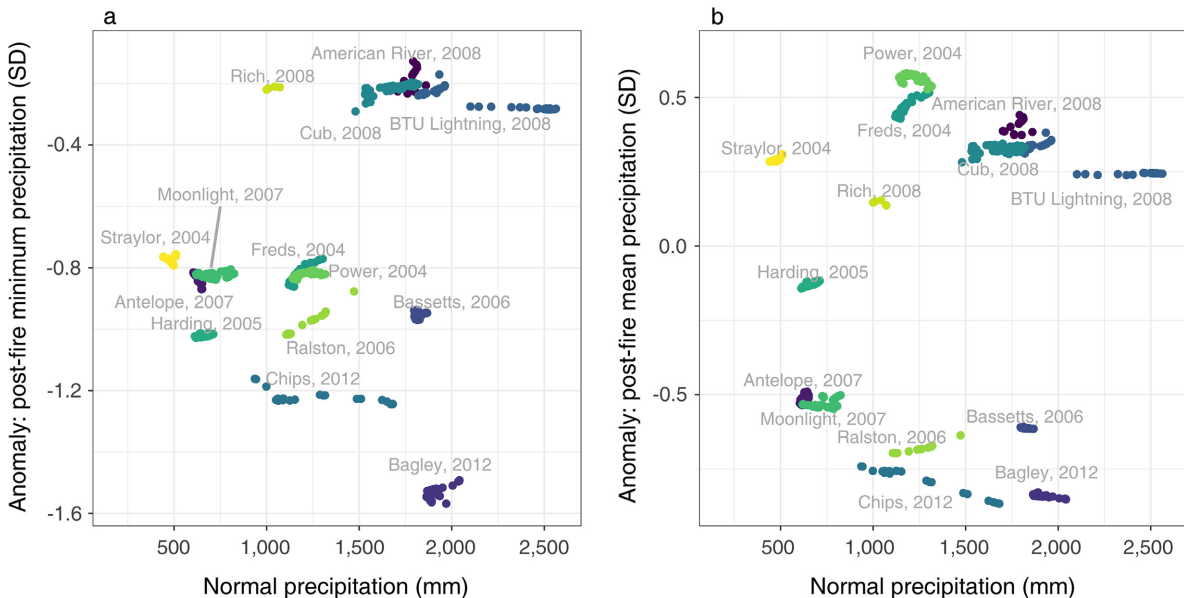 a
Anomaly: post-fire minimum precipitation (SD)
-0.4
-0.8
-1.2
-1.6
American River, 2008
Rich, 2008
Cub, 2008
BTU Lightning, 2008
Moonlight, 2007
Straylor, 2004
Freds, 2004
Power, 2004
Antelope, 2007
Bassetts, 2006
Harding, 2005
Ralston, 2006
Chips, 2012
Bagley, 2012
500
1,000
1,500
2,000
2,500
Normal precipitation (mm)
b
Anomaly: post-fire mean precipitation (SD)
0.5
0.0
-0.5
Power, 2004
American River, 2008
Freds, 2004
Straylor, 2004
Cub, 2008
Rich, 2008
BTU Lightning, 2008
Harding, 2005
Antelope, 2007
Moonlight, 2007
Bassetts, 2006
Ralston, 2006
Bagley, 2012
Chips, 2012
500
1,000
1,500
2,000
2,500
Normal precipitation (mm)